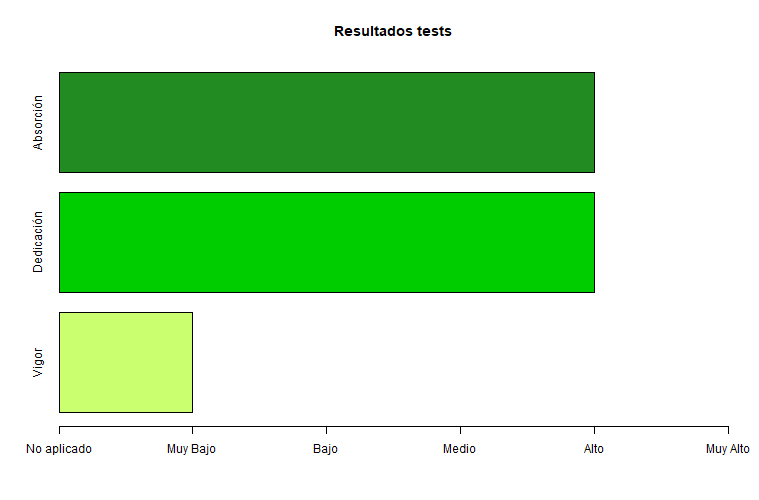 Resultados tests
Absorción
Dedicación
Vigor
No aplicado
Muy Bajo
Bajo
Medio
Alto
Muy Alto